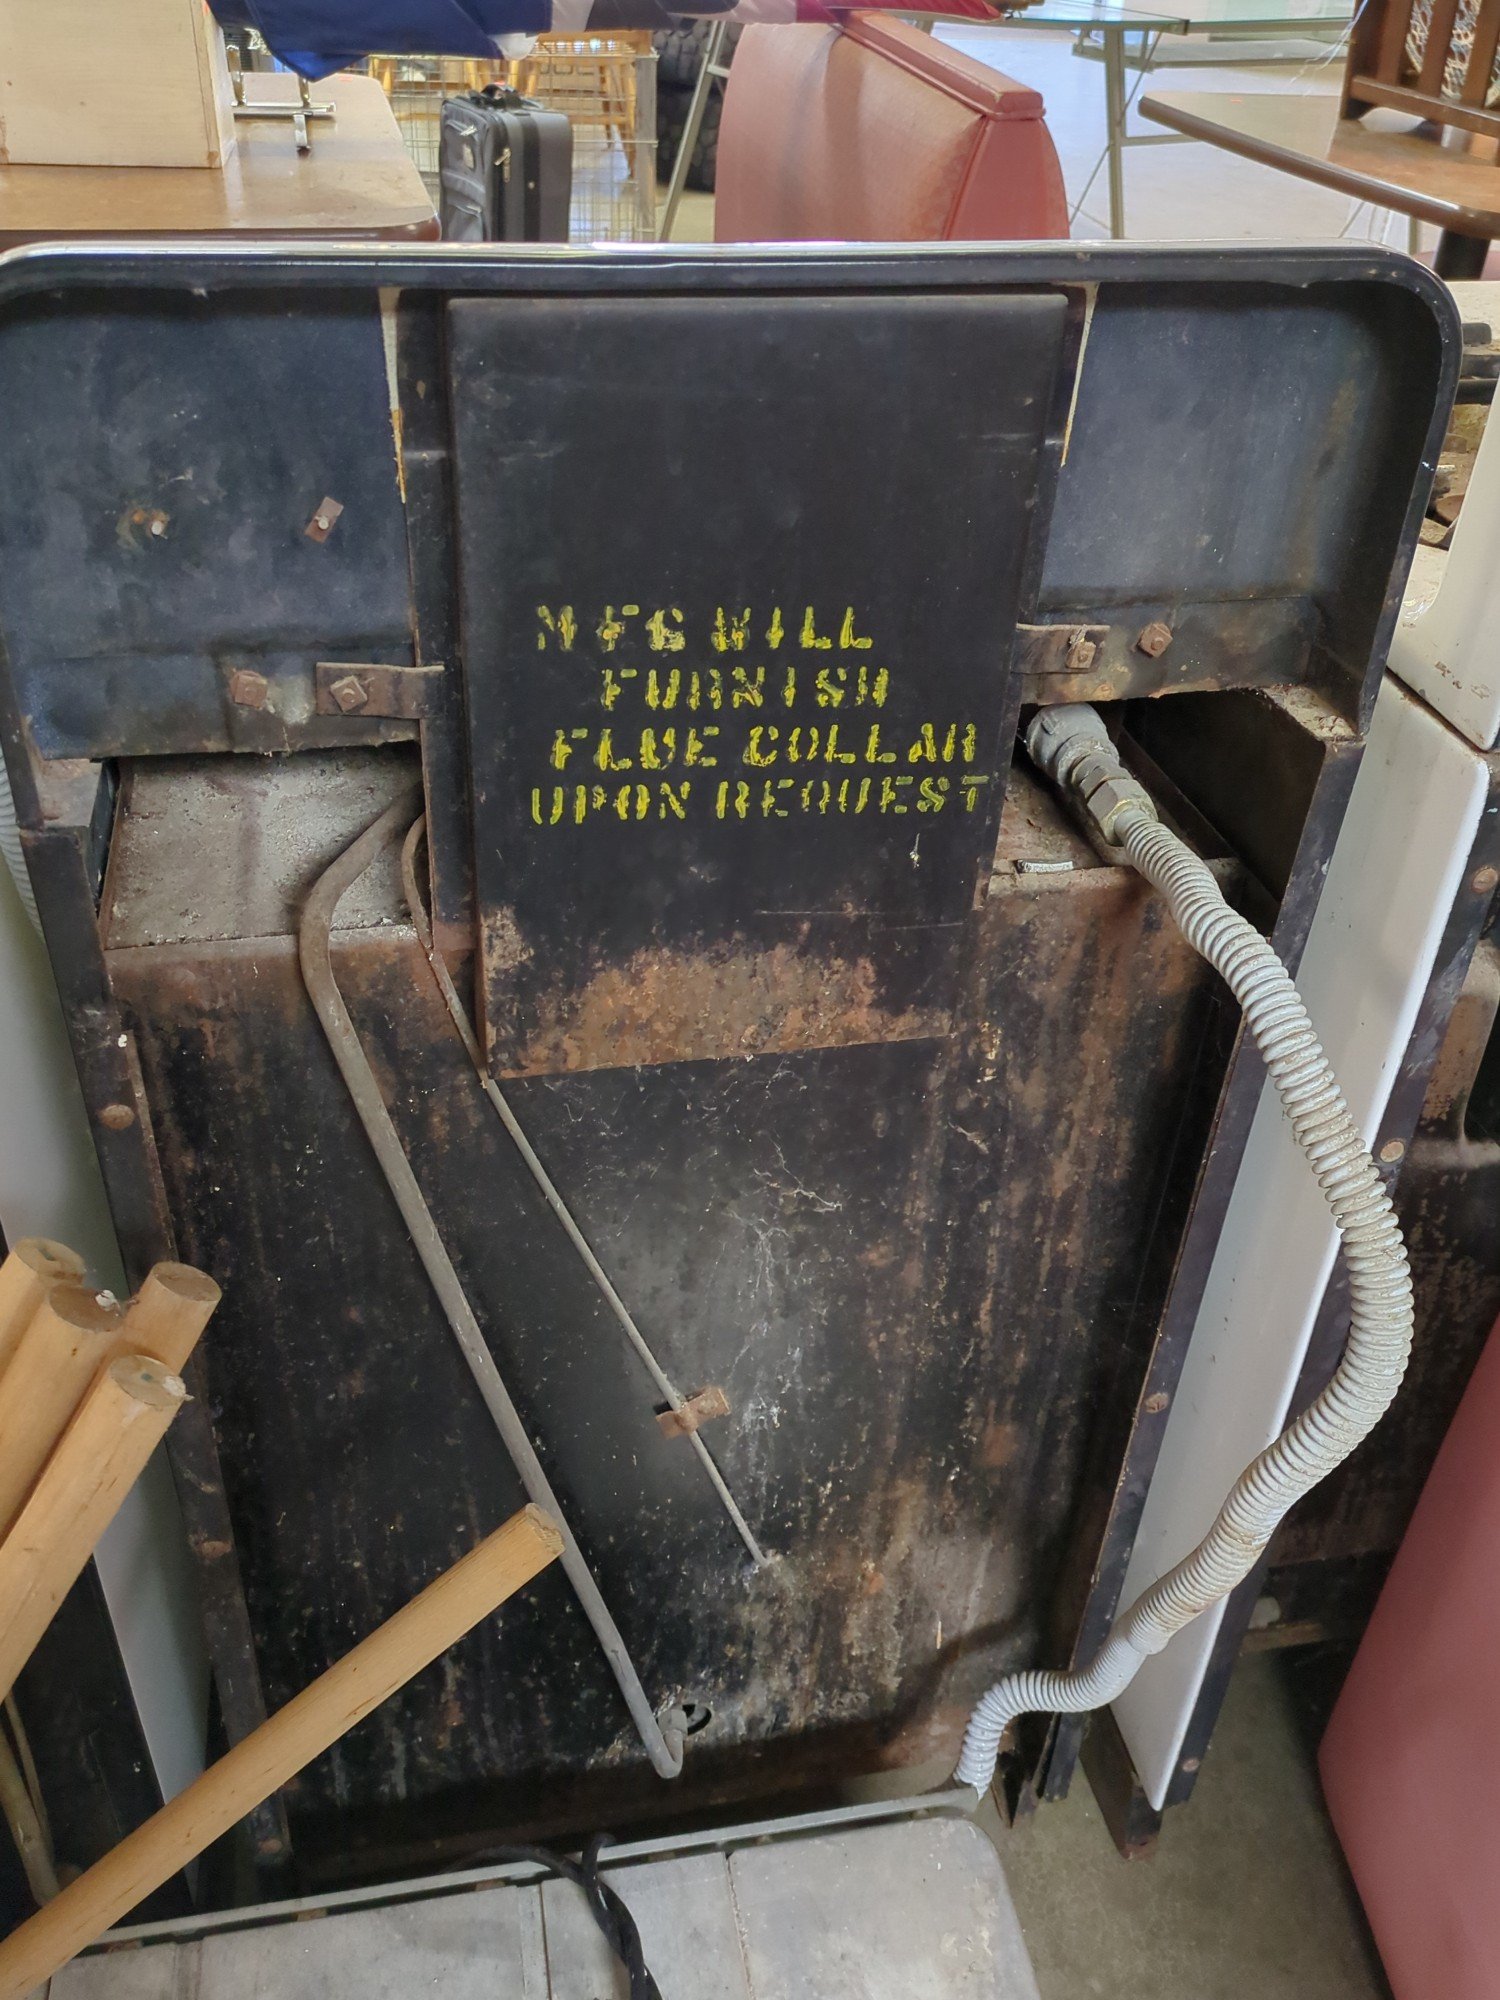 MFG WILL
FURNISH
FLUE COLLAR
UPON REQUEST